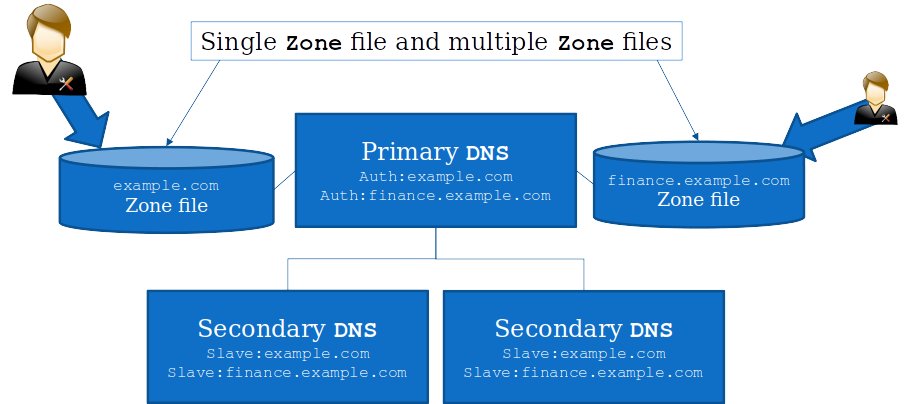 Single Zone file and multiple Zone files
Primary DNS
Auth:example.com
Auth:finance.example.com
example.com
Zone file
finance.example.com
Zone file
Secondary DNS
Slave:example.com
Slave:finance.example.com
Secondary DNS
Slave:example.com
Slave:finance.example.com